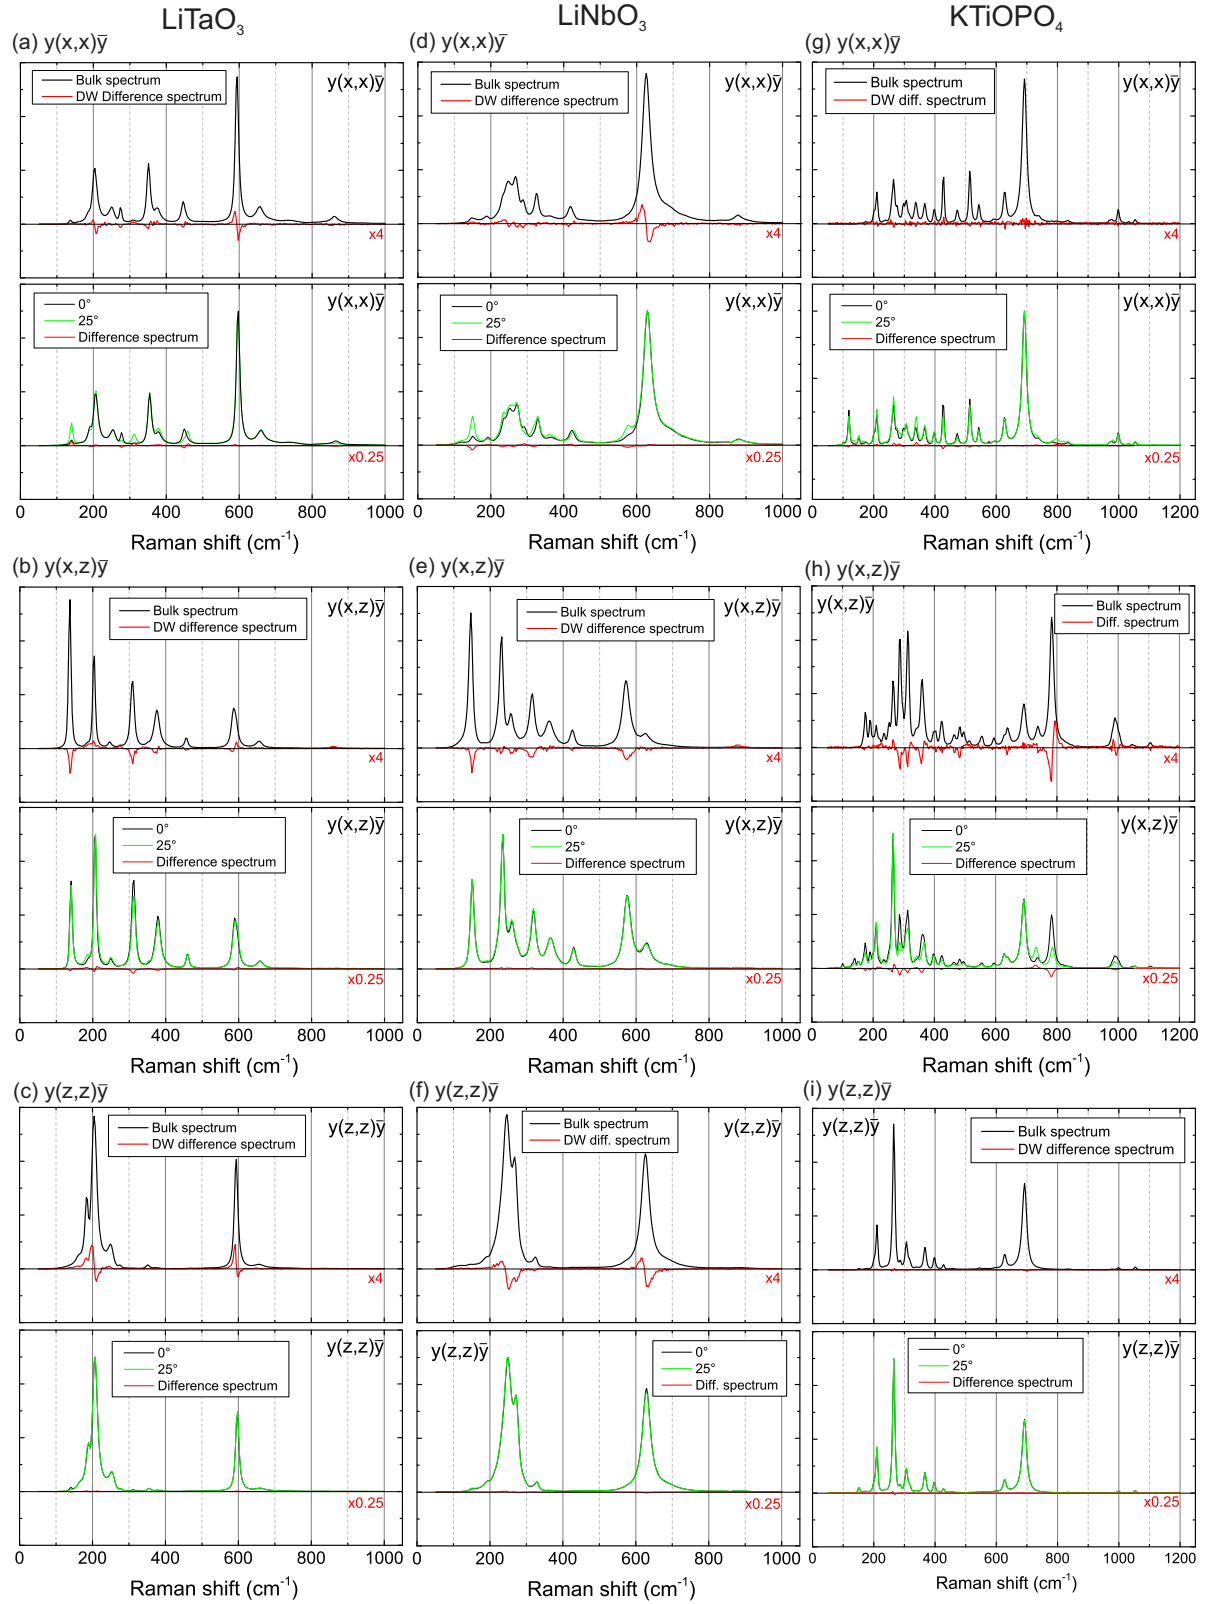 LiTaO₃
LiNbO₃
KTiOPO₄
(a) y(x,x)ȳ
Bulk spectrum
DW Difference spectrum
y(x,x)ȳ
x4
0°
25°
Difference spectrum
y(x,x)ȳ
x0.25
0 200 400 600 800 1000
Raman shift (cm⁻¹)
(d) y(x,x)ȳ
Bulk spectrum
DW difference spectrum
y(x,x)ȳ
x4
0°
25°
Difference spectrum
y(x,x)ȳ
x0.25
0 200 400 600 800 1000
Raman shift (cm⁻¹)
(g) y(x,x)ȳ
Bulk spectrum
DW diff. spectrum
y(x,x)ȳ
x4
0°
25°
Difference spectrum
y(x,x)ȳ
x0.25
0 200 400 600 800 1000 1200
Raman shift (cm⁻¹)
(b) y(x,z)ȳ
Bulk spectrum
DW difference spectrum
y(x,z)ȳ
x4
0°
25°
Difference spectrum
y(x,z)ȳ
x0.25
0 200 400 600 800 1000
Raman shift (cm⁻¹)
(e) y(x,z)ȳ
Bulk spectrum
DW difference spectrum
y(x,z)ȳ
x4
0°
25°
Difference spectrum
y(x,z)ȳ
x0.25
0 200 400 600 800 1000
Raman shift (cm⁻¹)
(h) y(x,z)ȳ
y(x,z)ȳ
Bulk spectrum
Diff. spectrum
x4
0°
25°
Difference spectrum
y(x,z)ȳ
x0.25
0 200 400 600 800 1000 1200
Raman shift (cm⁻¹)
(c) y(z,z)ȳ
Bulk spectrum
DW difference spectrum
y(z,z)ȳ
x4
0°
25°
Difference spectrum
y(z,z)ȳ
x0.25
0 200 400 600 800 1000
Raman shift (cm⁻¹)
(f) y(z,z)ȳ
Bulk spectrum
DW diff. spectrum
y(z,z)ȳ
x4
y(z,z)ȳ
0°
25°
Diff. spectrum
x0.25
0 200 400 600 800 1000
Raman shift (cm⁻¹)
(i) y(z,z)ȳ
y(z,z)ȳ
Bulk spectrum
DW difference spectrum
x4
0°
25°
Difference spectrum
y(z,z)ȳ
x0.25
0 200 400 600 800 1000 1200
Raman shift (cm⁻¹)